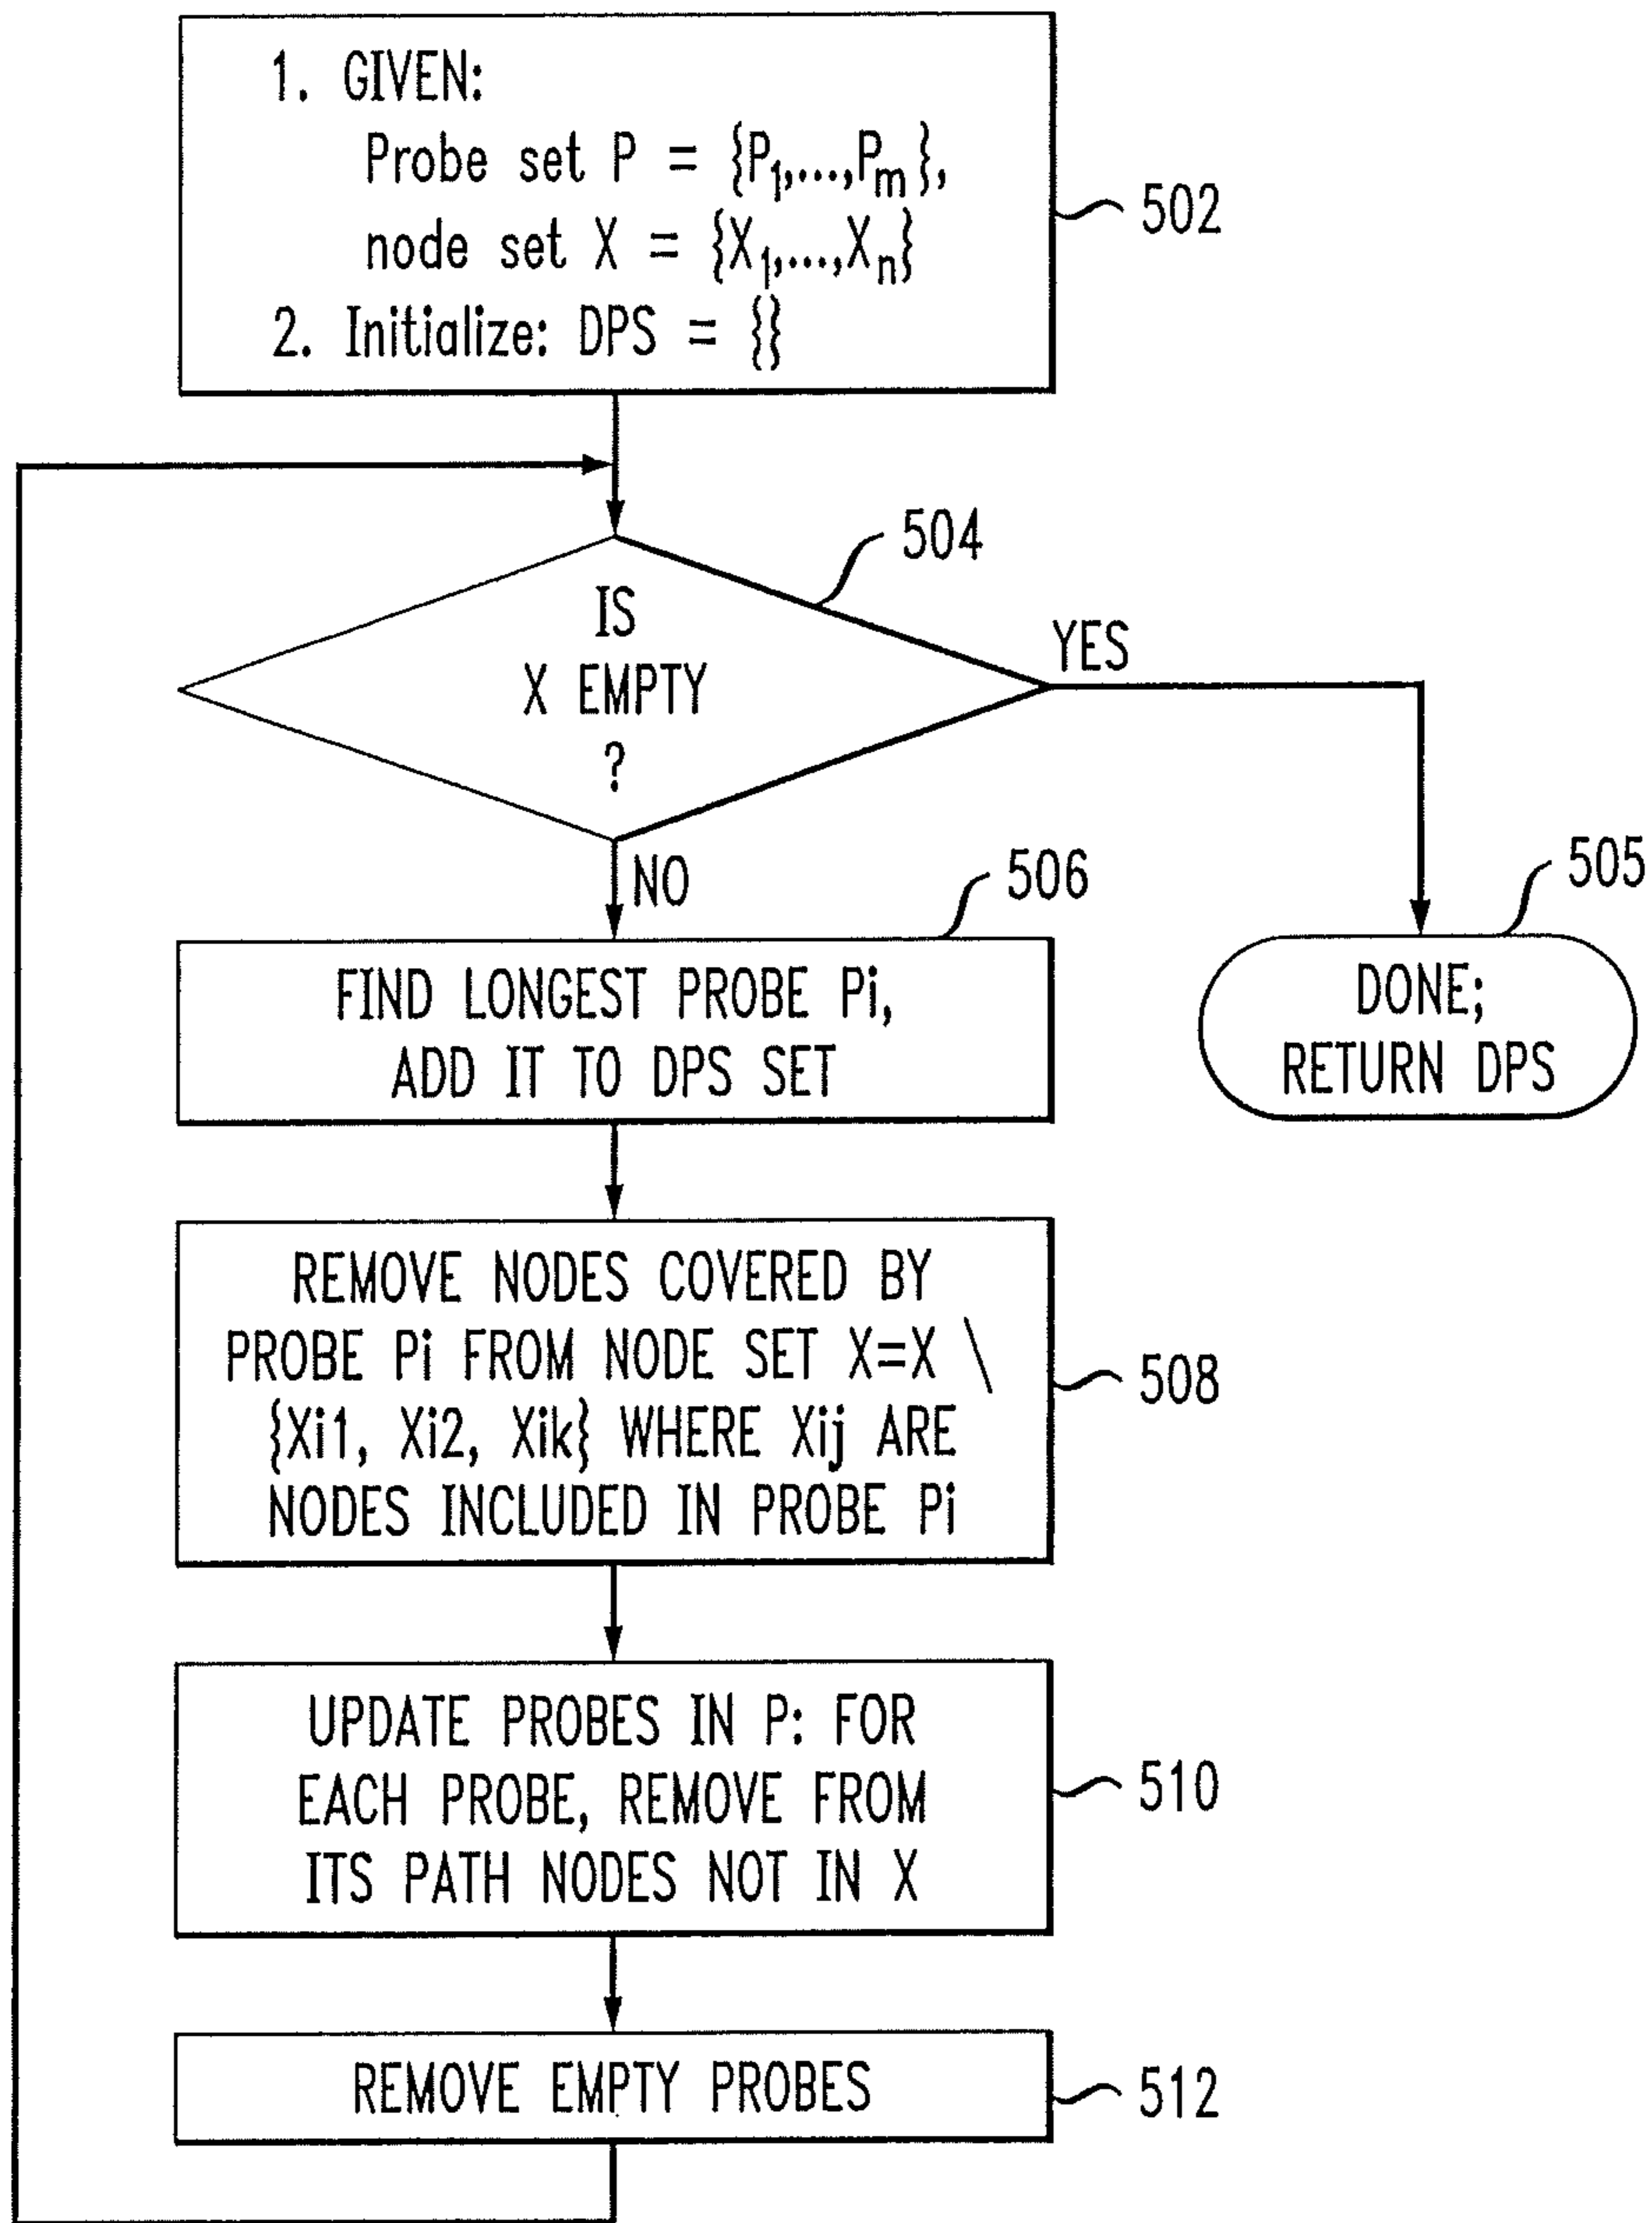 1. GIVEN:
Probe set P = {P1,...,Pm},
node set X = {X1,...,Xn}
2. Initialize: DPS = {}
502
504
IS
X EMPTY
?
YES
NO
506
505
FIND LONGEST PROBE Pi,
ADD IT TO DPS SET
DONE;
RETURN DPS
REMOVE NODES COVERED BY
PROBE Pi FROM NODE SET X=X \
{Xi1, Xi2, Xik} WHERE Xij ARE
NODES INCLUDED IN PROBE Pi
508
UPDATE PROBES IN P: FOR
EACH PROBE, REMOVE FROM
ITS PATH NODES NOT IN X
510
REMOVE EMPTY PROBES
512